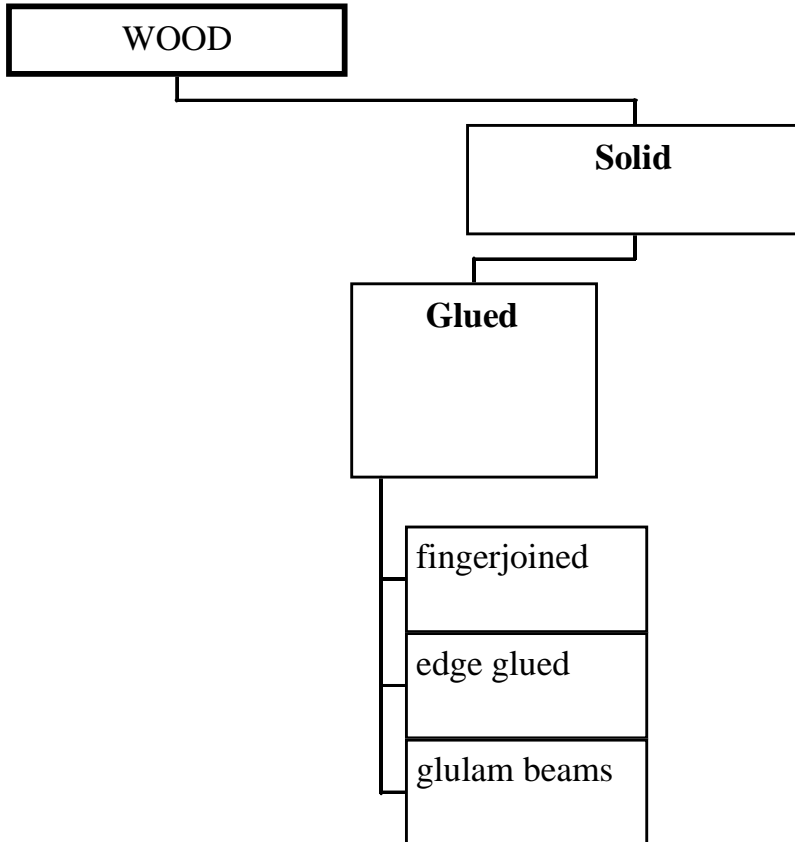 WOOD
Solid
Glued
fingerjoined
edge glued
glulam beams